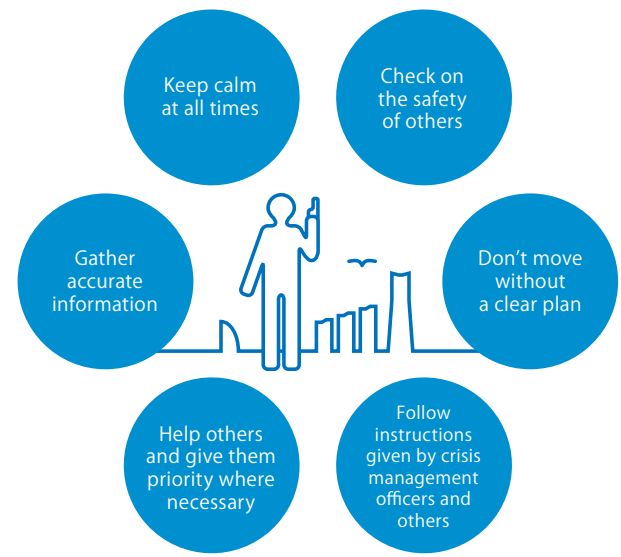 Keep calm
at all times
Check on
the safety
of others
Gather
accurate
information
Don’t move
without
a clear plan
Help others
and give them
priority where
necessary
Follow
instructions
given by crisis
management
officers and
others